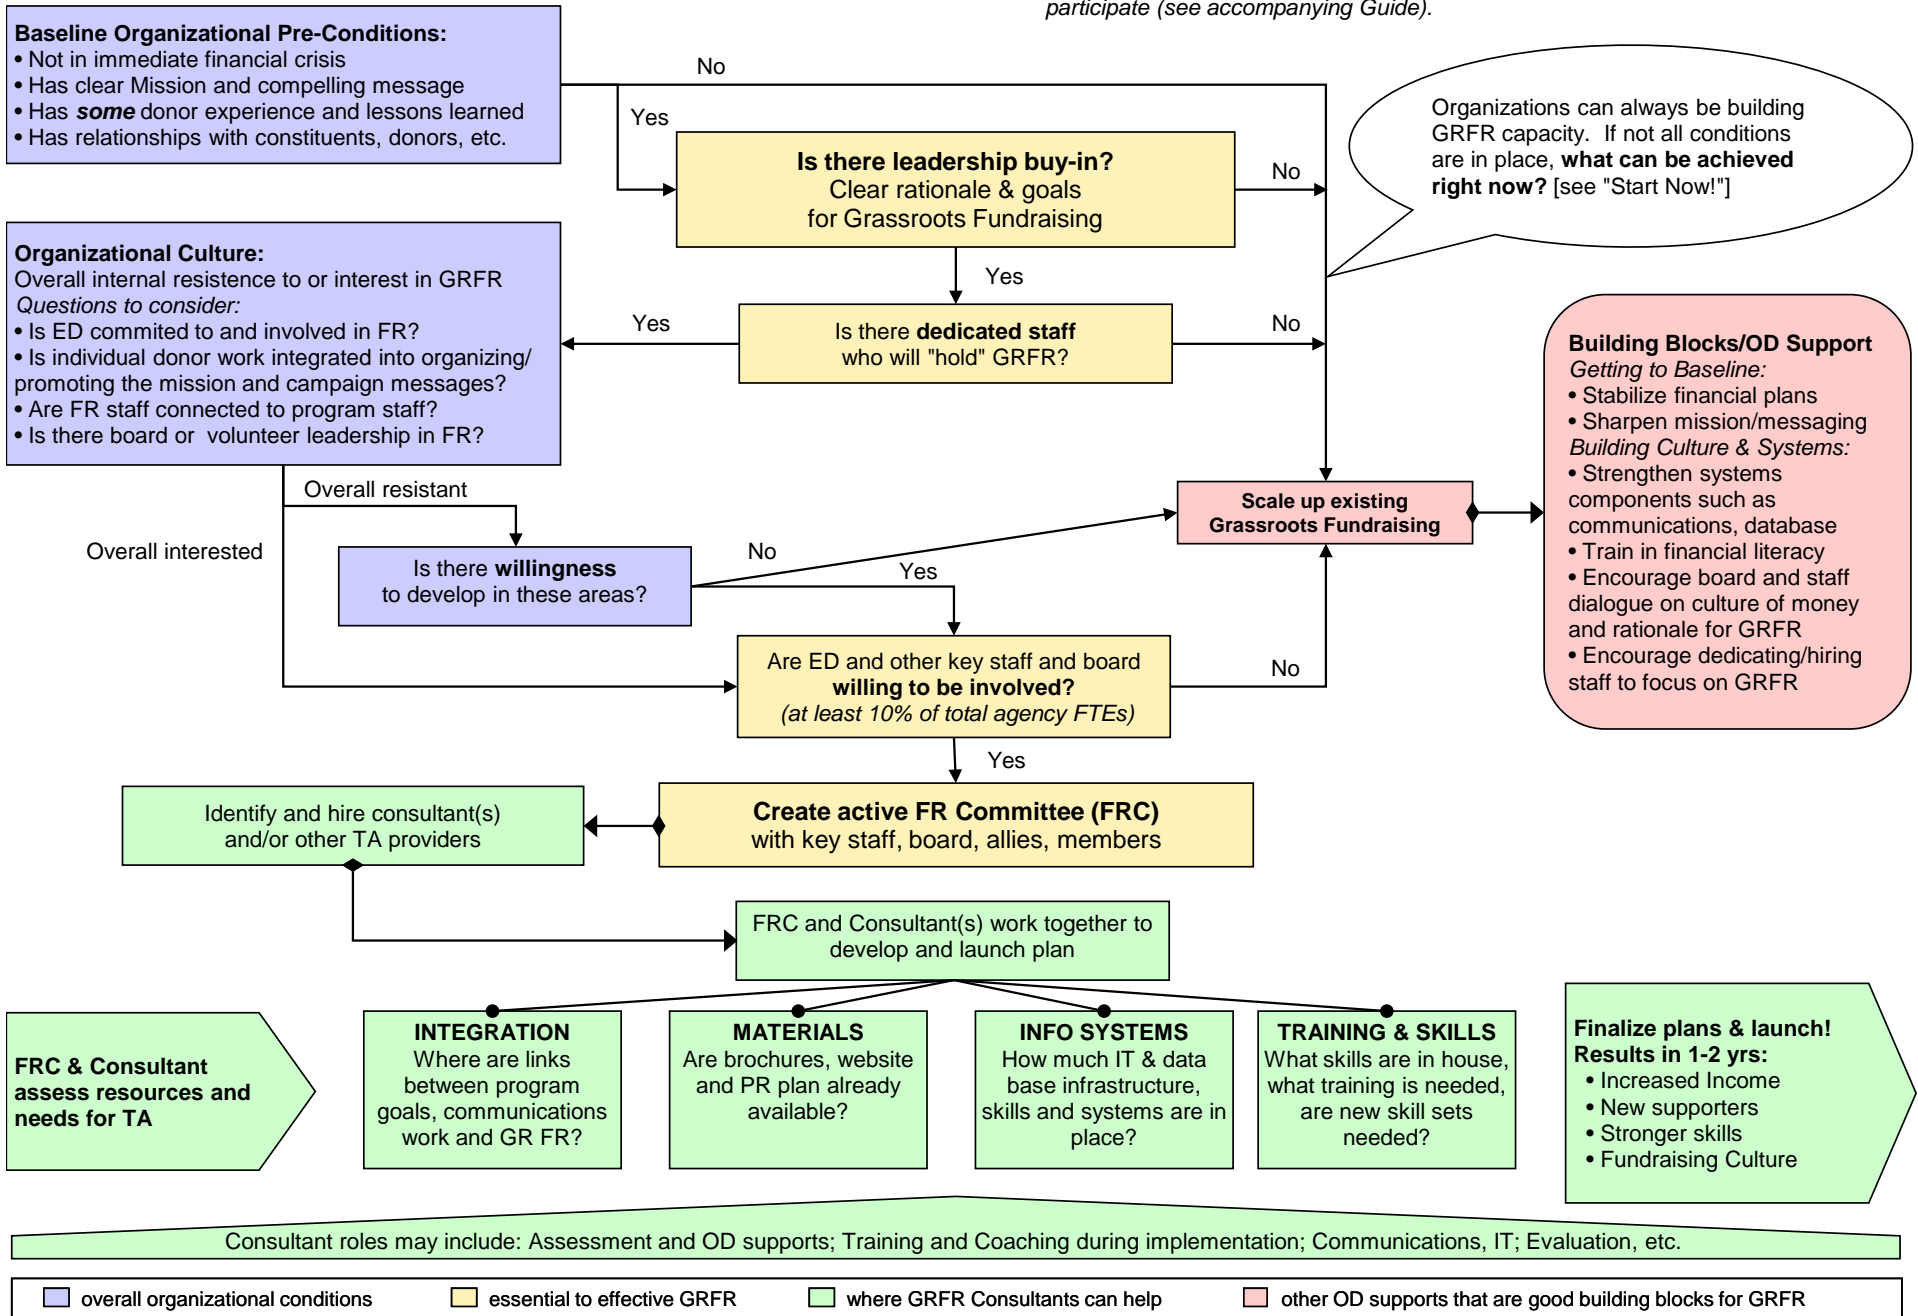 participate (see accompanying Guide).
Baseline Organizational Pre-Conditions:
• Not in immediate financial crisis
• Has clear Mission and compelling message
• Has some donor experience and lessons learned
• Has relationships with constituents, donors, etc.
No
Yes
Is there leadership buy-in?
Clear rationale & goals
for Grassroots Fundraising
No
Organizations can always be building
GRFR capacity. If not all conditions
are in place, what can be achieved
right now? [see "Start Now!"]
Yes
Organizational Culture:
Overall internal resistence to or interest in GRFR
Questions to consider:
• Is ED commited to and involved in FR?
• Is individual donor work integrated into organizing/
promoting the mission and campaign messages?
• Are FR staff connected to program staff?
• Is there board or volunteer leadership in FR?
Yes
Is there dedicated staff
who will "hold" GRFR?
No
Building Blocks/OD Support
Getting to Baseline:
• Stabilize financial plans
• Sharpen mission/messaging
Building Culture & Systems:
• Strengthen systems
components such as
communications, database
• Train in financial literacy
• Encourage board and staff
dialogue on culture of money
and rationale for GRFR
• Encourage dedicating/hiring
staff to focus on GRFR
Overall resistant
Overall interested
Scale up existing
Grassroots Fundraising
Is there willingness
to develop in these areas?
No
Yes
Are ED and other key staff and board
willing to be involved?
(at least 10% of total agency FTEs)
No
Yes
Identify and hire consultant(s)
and/or other TA providers
Create active FR Committee (FRC)
with key staff, board, allies, members
FRC and Consultant(s) work together to
develop and launch plan
FRC & Consultant
assess resources and
needs for TA
INTEGRATION
Where are links
between program
goals, communications
work and GR FR?
MATERIALS
Are brochures, website
and PR plan already
available?
INFO SYSTEMS
How much IT & data
base infrastructure,
skills and systems are in
place?
TRAINING & SKILLS
What skills are in house,
what training is needed,
are new skill sets
needed?
Finalize plans & launch!
Results in 1-2 yrs:
• Increased Income
• New supporters
• Stronger skills
• Fundraising Culture
Consultant roles may include: Assessment and OD supports; Training and Coaching during implementation; Communications, IT; Evaluation, etc.
overall organizational conditions
essential to effective GRFR
where GRFR Consultants can help
other OD supports that are good building blocks for GRFR